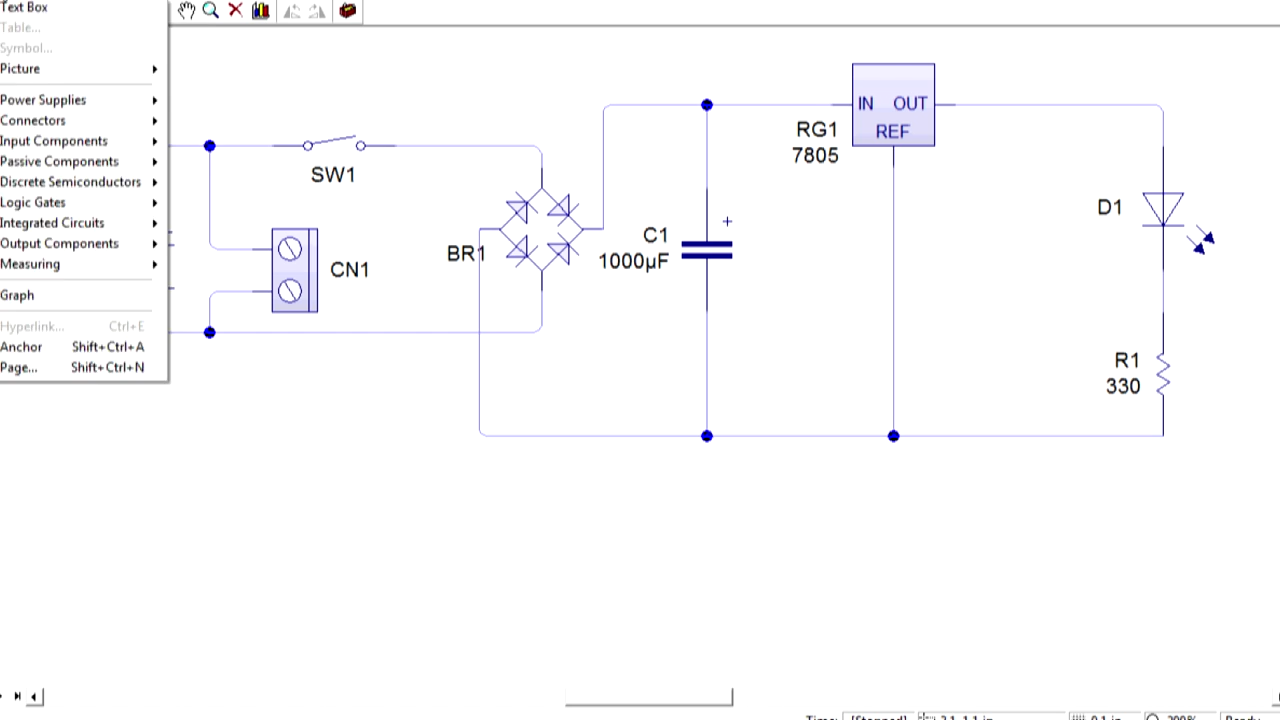 Text Box
Table...
Symbol...
Picture
Power Supplies
Connectors
Input Components
Passive Components
Discrete Semiconductors
Logic Gates
Integrated Circuits
Output Components
Measuring
Graph
Hyperlink... Ctrl+E
Anchor Shift+Ctrl+A
Page... Shift+Ctrl+N
SW1
CN1
BR1
C1
1000µF
+
RG1
7805
IN OUT
REF
D1
R1
330